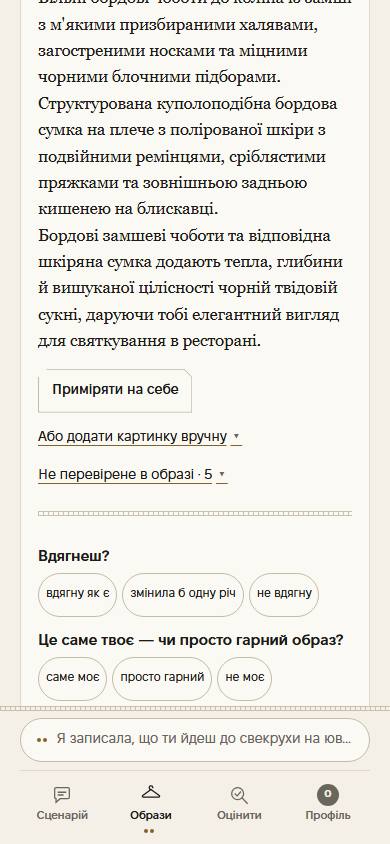 з м'якими призбираними халявами,
загостреними носками та міцними
чорними блочними підборами.
Структурована куполоподібна бордова
сумка на плече з полірованої шкіри з
подвійними ремінцями, сріблястими
пряжками та зовнішньою задньою
кишенею на блискавці.
Бордові замшеві чоботи та відповідна
шкіряна сумка додають тепла, глибини
й вишуканої цілісності чорній твідовій
сукні, даруючи тобі елегантний вигляд
для святкування в ресторані.
Приміряти на себе
Або додати картинку вручну
Не перевірене в образі · 5
Вдягнеш?
вдягну як є змінила б одну річ не вдягну
Це саме твоє — чи просто гарний образ?
саме моє просто гарний не моє
Я записала, що ти йдеш до свекрухи на юв...
0
Сценарій Образи Оцінити Профіль